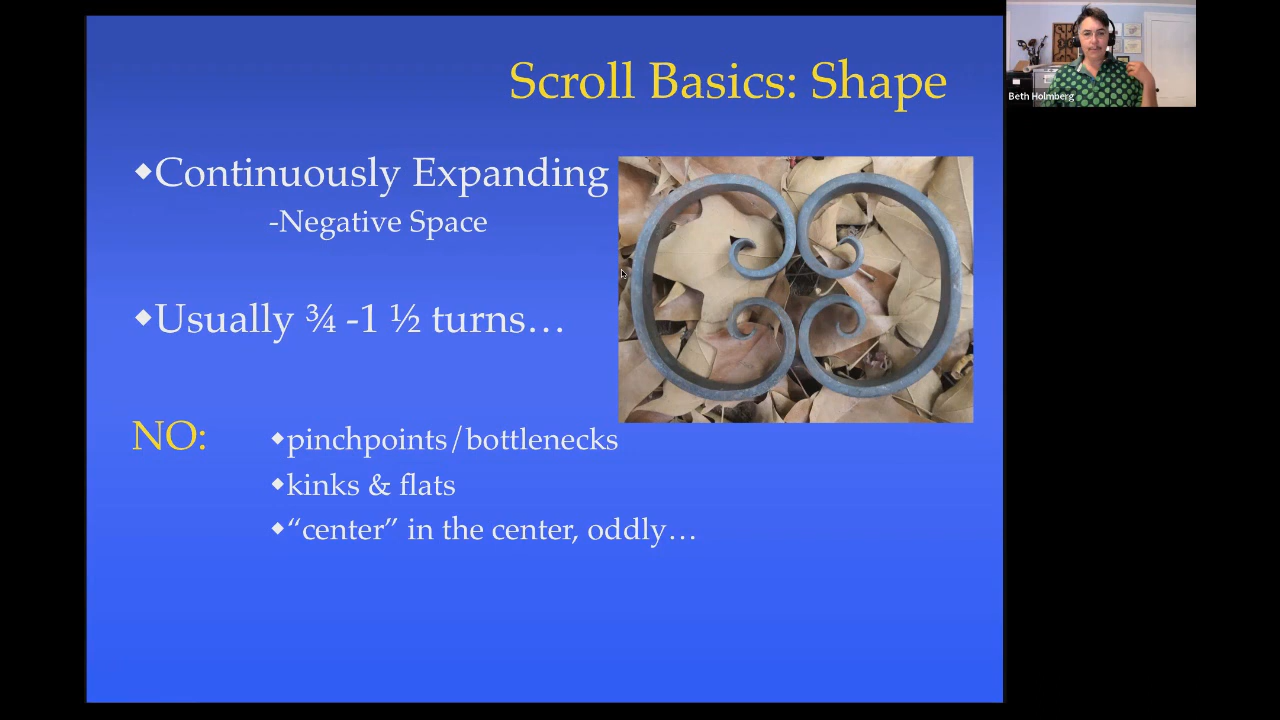 Scroll Basics: Shape
◆Continuously Expanding
-Negative Space
◆Usually ¾ -1 ½ turns…
NO:
◆pinchpoints/bottlenecks
◆kinks & flats
◆“center” in the center, oddly…
Beth Holmberg